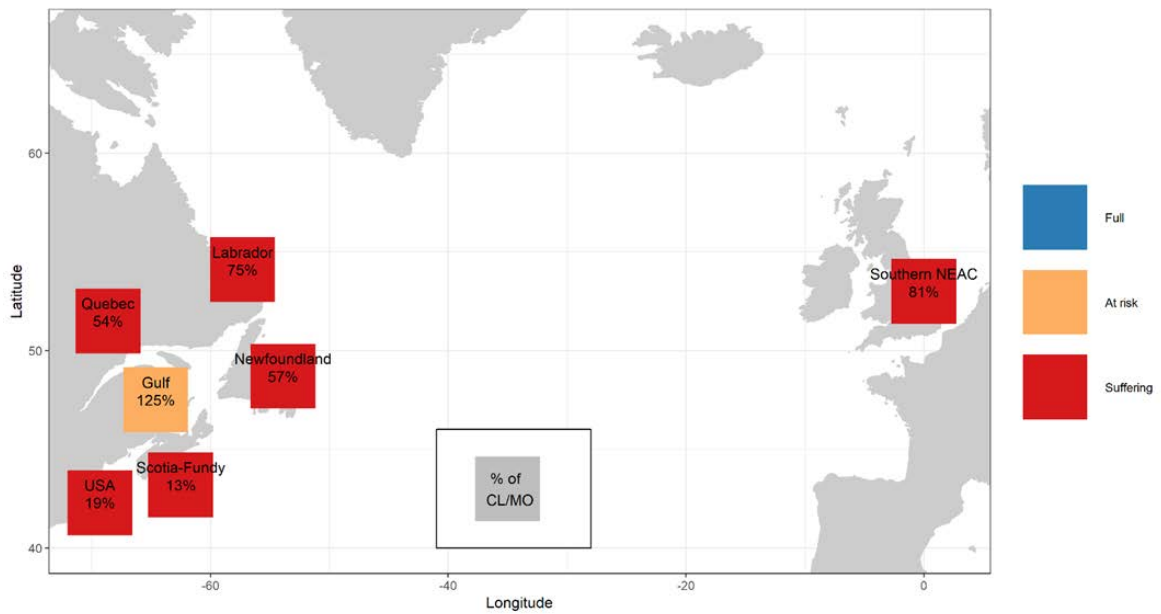 60
50
40
Latitude
-60
-40
-20
0
Longitude
Labrador
75%
Quebec
54%
Newfoundland
57%
Gulf
125%
Scotia-Fundy
13%
USA
19%
Southern NEAC
81%
% of
CL/MO
Full
At risk
Suffering